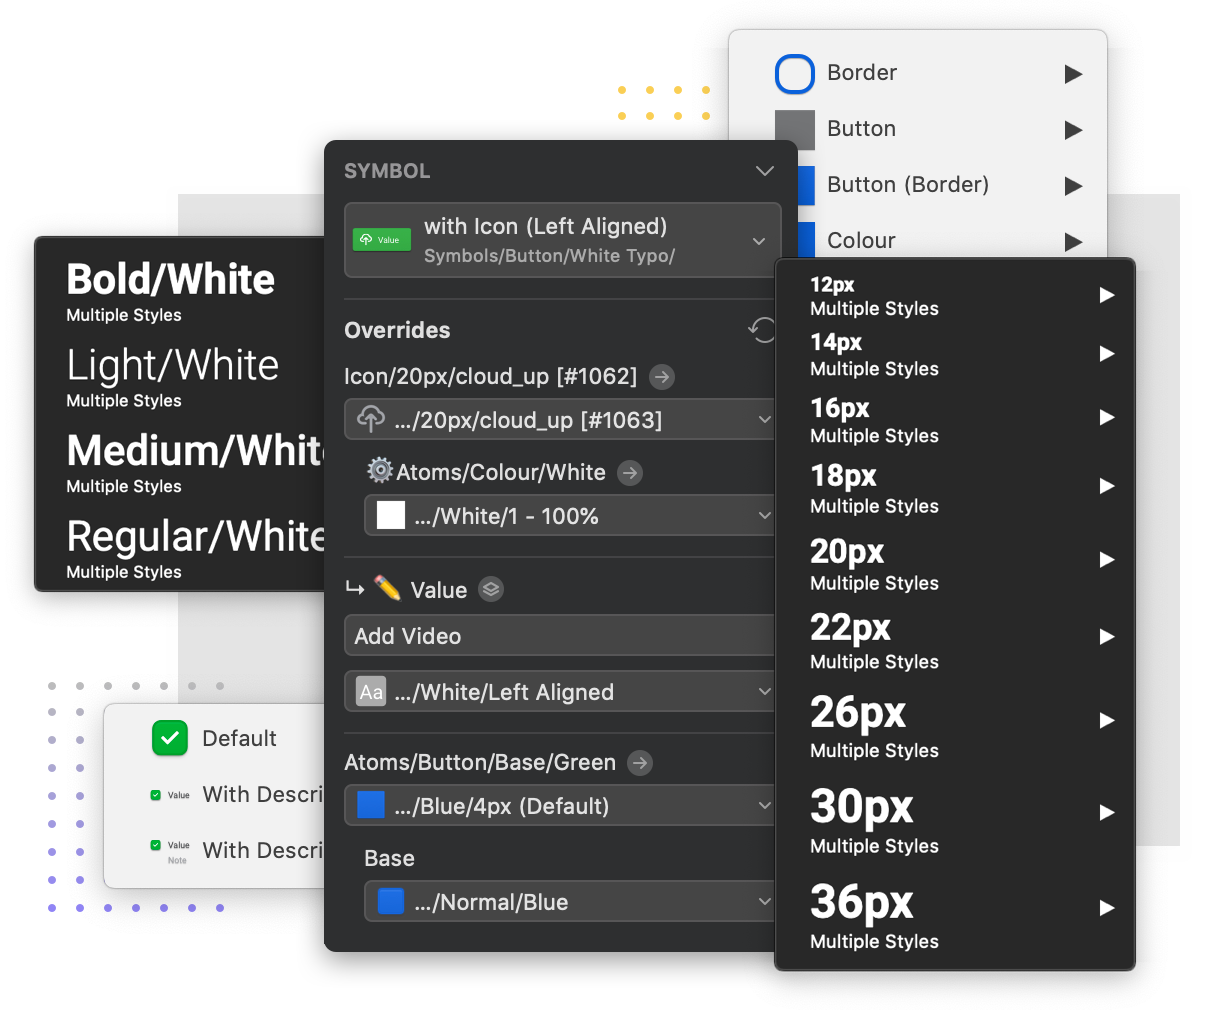 Border
Button
Button (Border)
Colour
SYMBOL
Value
with Icon (Left Aligned)
Symbols/Button/White Typo/
Overrides
Icon/20px/cloud_up [#1062]
.../20px/cloud_up [#1063]
Atoms/Colour/White
.../White/1 - 100%
Value
Add Video
Aa .../White/Left Aligned
Atoms/Button/Base/Green
.../Blue/4px (Default)
Base
.../Normal/Blue
Bold/White
Multiple Styles
Light/White
Multiple Styles
Medium/White
Multiple Styles
Regular/White
Multiple Styles
Default
Value With Descri
Value With Descri
Note
12px
Multiple Styles
14px
Multiple Styles
16px
Multiple Styles
18px
Multiple Styles
20px
Multiple Styles
22px
Multiple Styles
26px
Multiple Styles
30px
Multiple Styles
36px
Multiple Styles